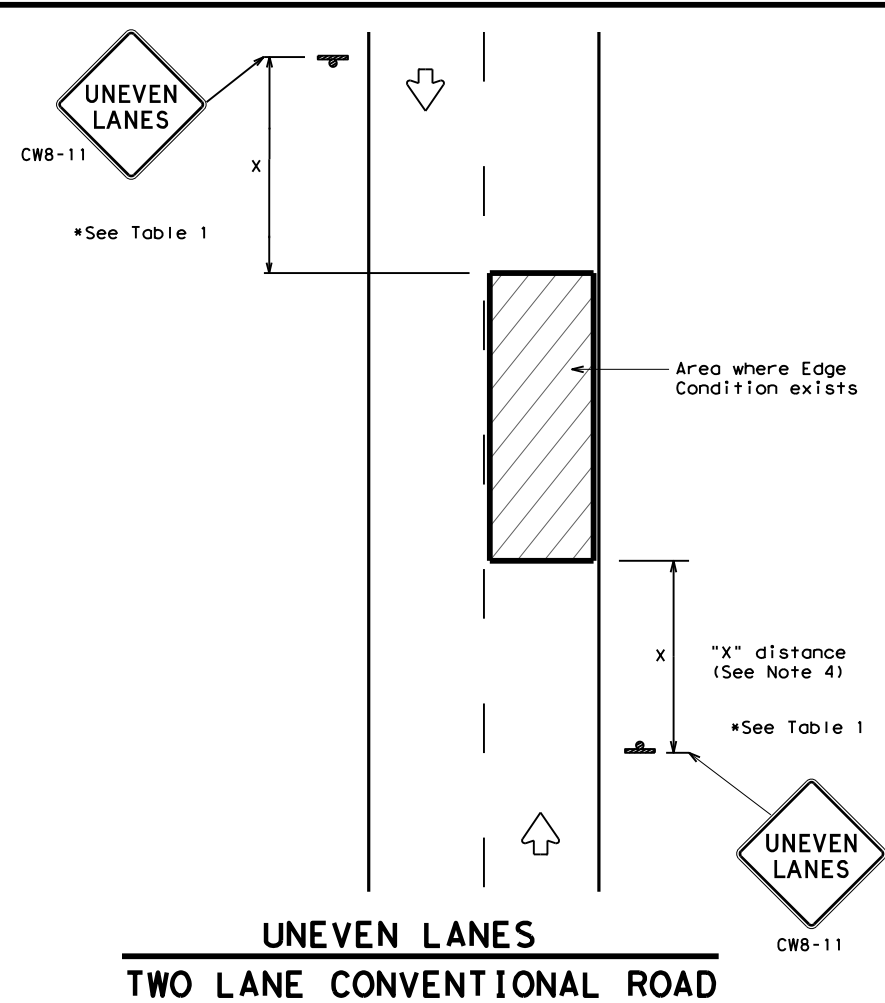 UNEVEN
LANES
CW8-11
X
*See Table 1
Area where Edge
Condition exists
X
"X" distance
(See Note 4)
*See Table 1
UNEVEN
LANES
CW8-11
UNEVEN LANES
TWO LANE CONVENTIONAL ROAD